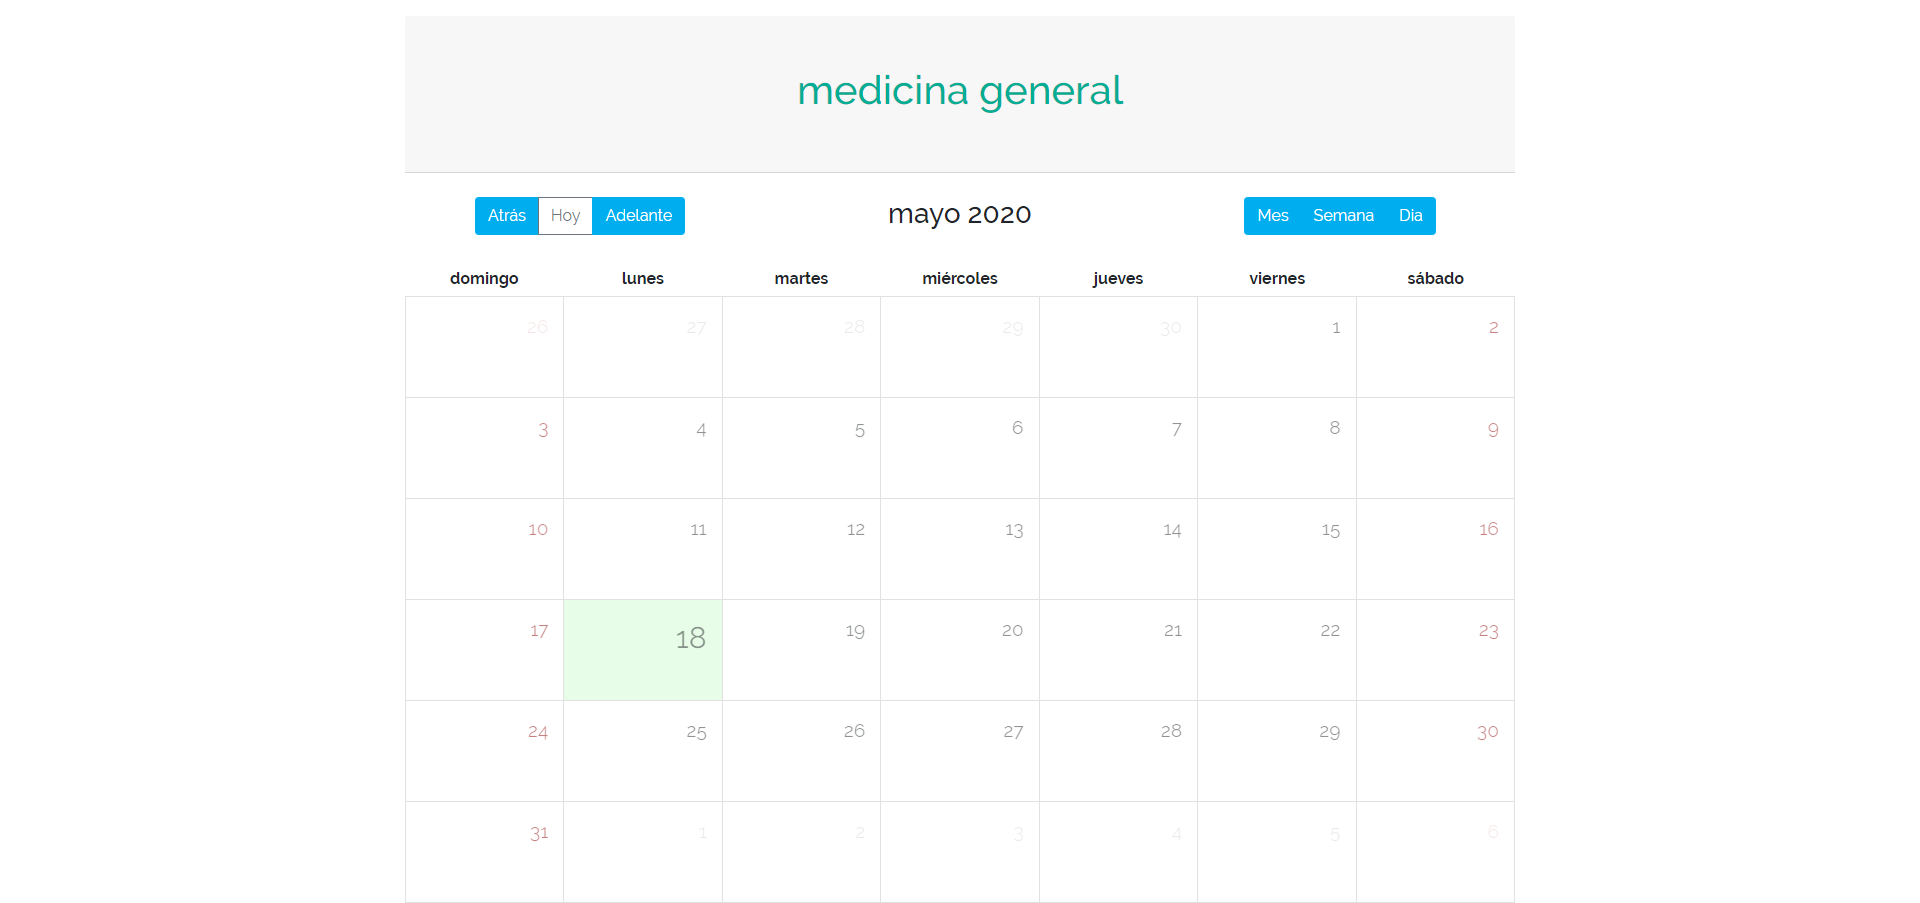 medicina general
Atrás Hoy Adelante mayo 2020 Mes Semana Dia
domingo lunes martes miércoles jueves viernes sábado
26 27 28 29 30 1 2
3 4 5 6 7 8 9
10 11 12 13 14 15 16
17 18 19 20 21 22 23
24 25 26 27 28 29 30
31 1 2 3 4 5 6